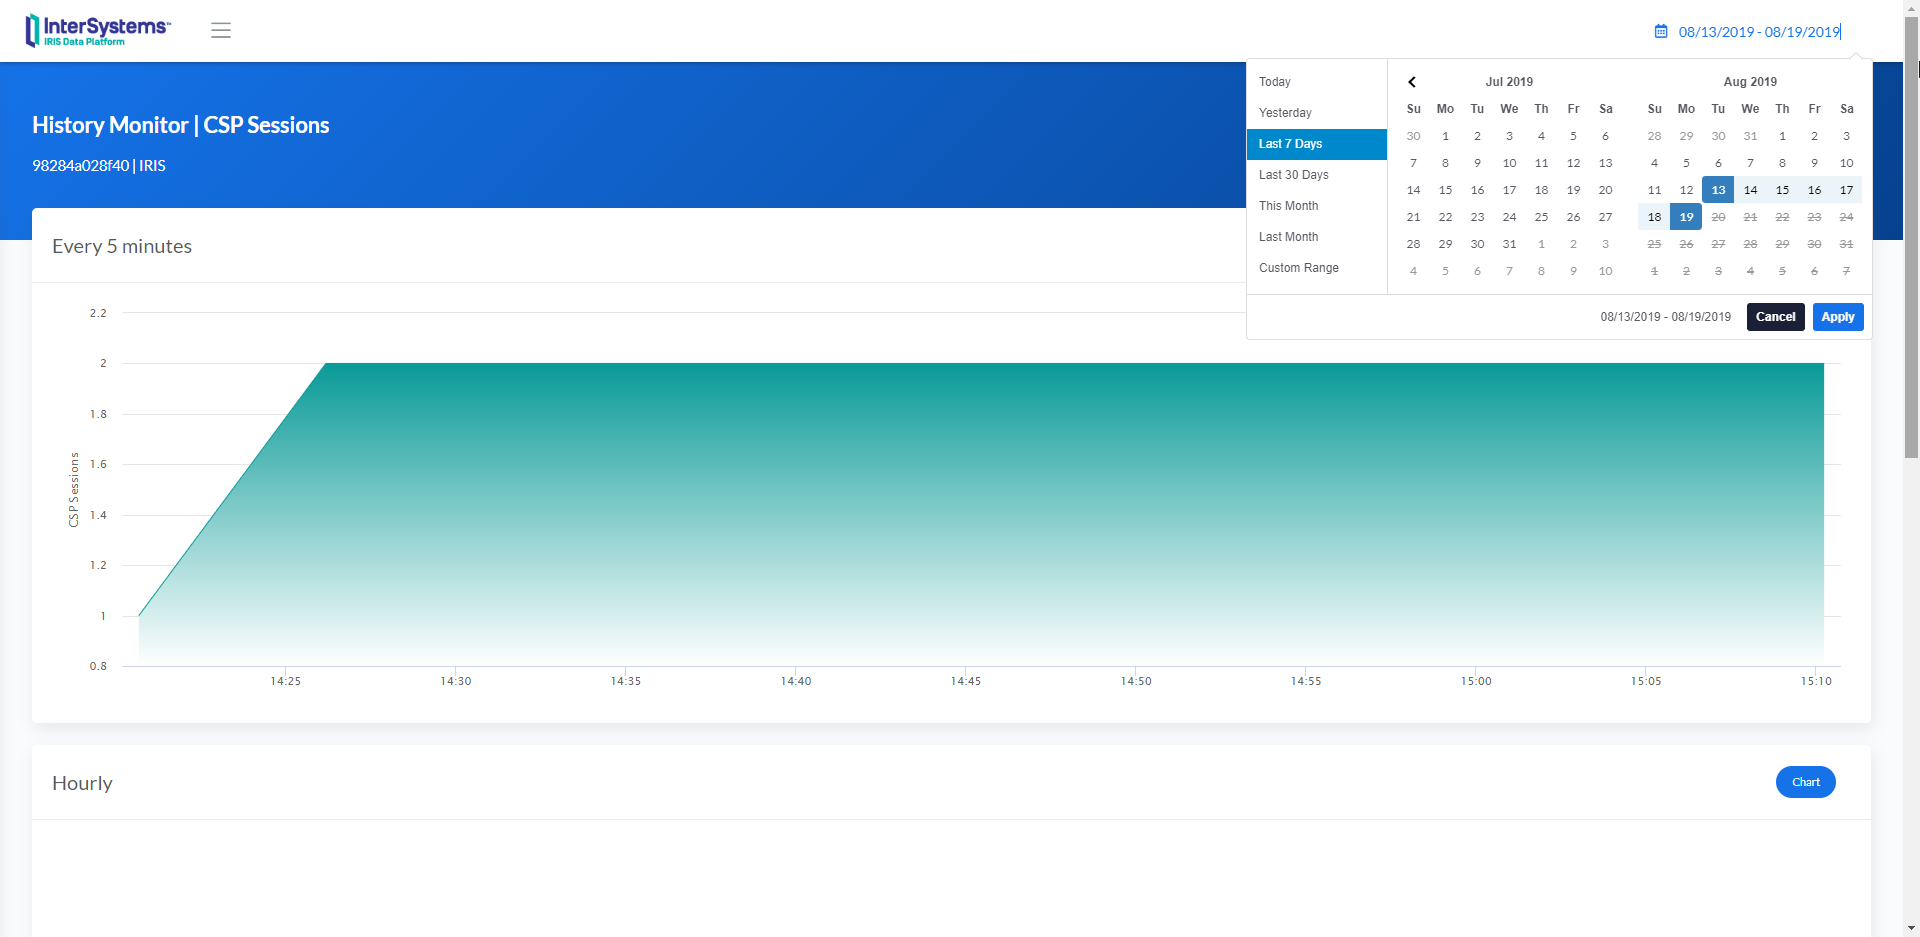 InterSystems™
IRIS Data Platform
08/13/2019 - 08/19/2019
History Monitor | CSP Sessions
98284a028f40 | IRIS
Today
Yesterday
Last 7 Days
Last 30 Days
This Month
Last Month
Custom Range
Jul 2019
Su Mo Tu We Th Fr Sa
30 1 2 3 4 5 6
7 8 9 10 11 12 13
14 15 16 17 18 19 20
21 22 23 24 25 26 27
28 29 30 31 1 2 3
4 5 6 7 8 9 10
Aug 2019
Su Mo Tu We Th Fr Sa
28 29 30 31 1 2 3
4 5 6 7 8 9 10
11 12 13 14 15 16 17
18 19 20 21 22 23 24
25 26 27 28 29 30 31
1 2 3 4 5 6 7
08/13/2019 - 08/19/2019 Cancel Apply
Every 5 minutes
CSP Sessions
2.2
2
1.8
1.6
1.4
1.2
1
0.8
14:25 14:30 14:35 14:40 14:45 14:50 14:55 15:00 15:05 15:10
Hourly
Chart